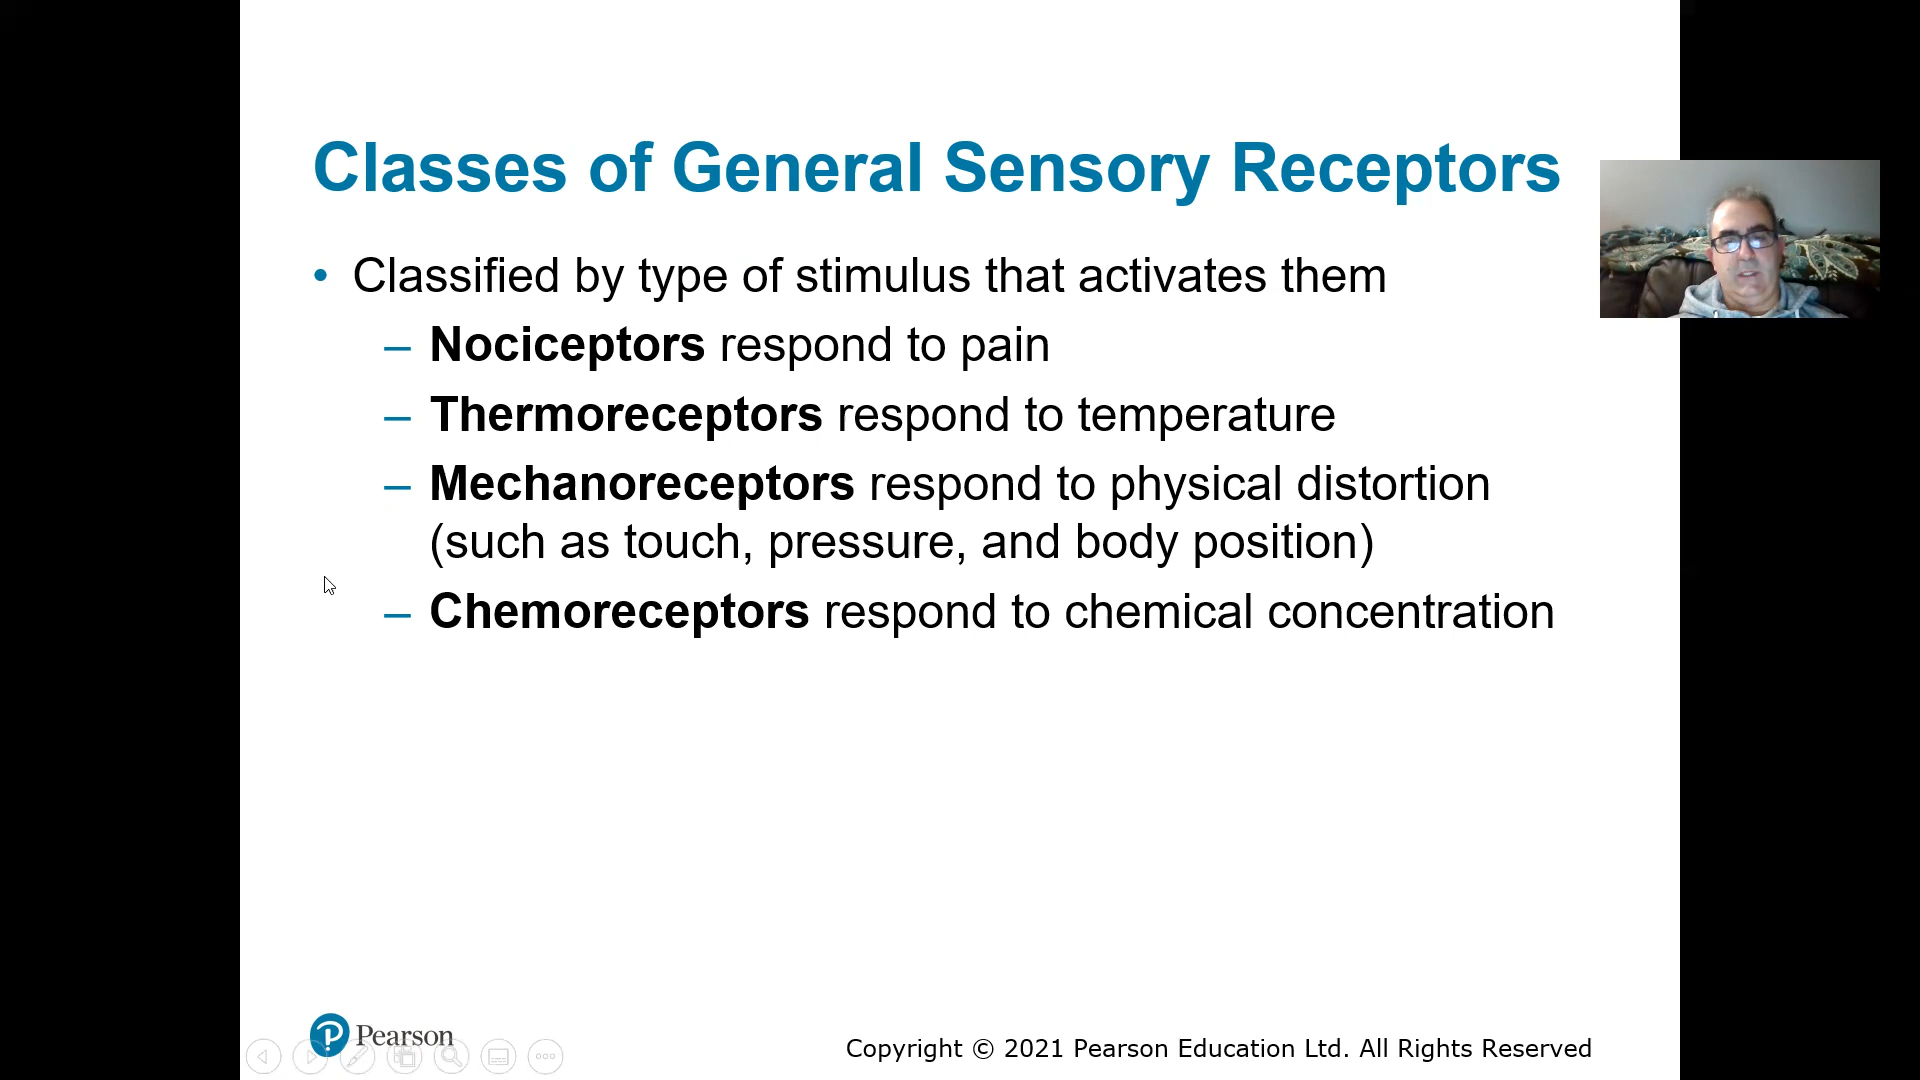 Classes of General Sensory Receptors
• Classified by type of stimulus that activates them
– Nociceptors respond to pain
– Thermoreceptors respond to temperature
– Mechanoreceptors respond to physical distortion
(such as touch, pressure, and body position)
– Chemoreceptors respond to chemical concentration
Pearson
Copyright © 2021 Pearson Education Ltd. All Rights Reserved